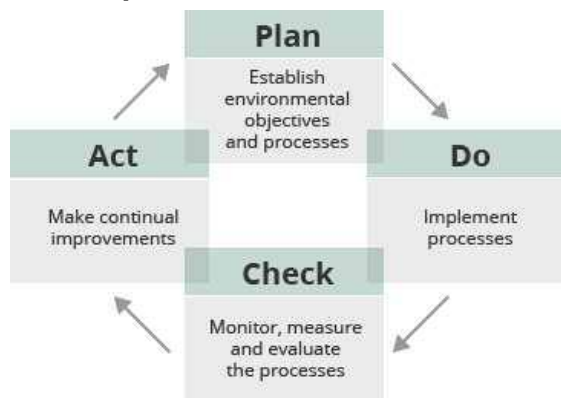 Plan
Establish
environmental
objectives
and processes
Act
Make continual
improvements
Do
Implement
processes
Check
Monitor, measure
and evaluate
the processes